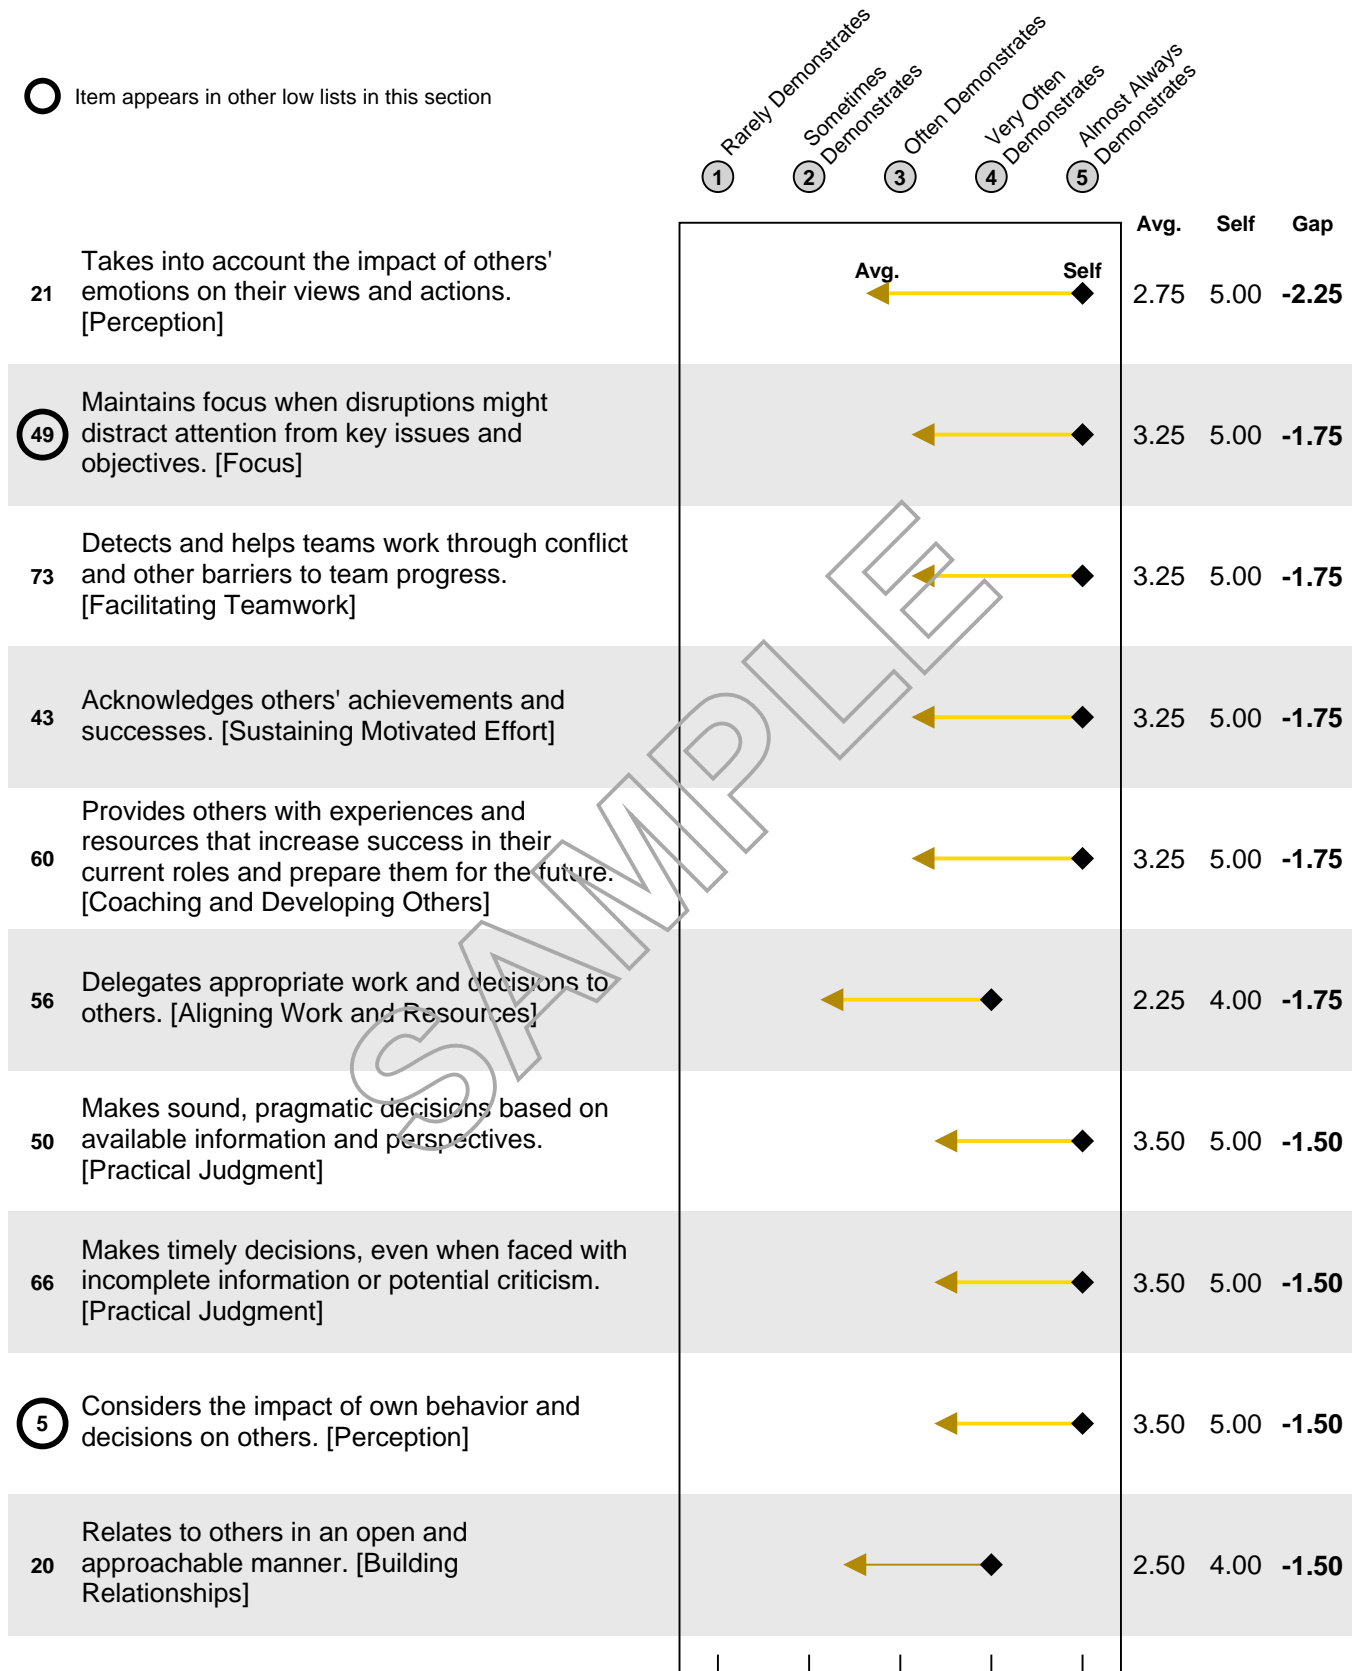 Item appears in other low lists in this section
Rarely Demonstrates
Sometimes
Demonstrates
Often Demonstrates
Very Often
Demonstrates
Almost Always
Demonstrates
1 2 3 4 5
Avg. Self Gap
Avg. Self
21 Takes into account the impact of others'
emotions on their views and actions.
[Perception]
2.75 5.00 -2.25
49 Maintains focus when disruptions might
distract attention from key issues and
objectives. [Focus]
3.25 5.00 -1.75
73 Detects and helps teams work through conflict
and other barriers to team progress.
[Facilitating Teamwork]
3.25 5.00 -1.75
43 Acknowledges others' achievements and
successes. [Sustaining Motivated Effort]
3.25 5.00 -1.75
60 Provides others with experiences and
resources that increase success in their
current roles and prepare them for the future.
[Coaching and Developing Others]
3.25 5.00 -1.75
56 Delegates appropriate work and decisions to
others. [Aligning Work and Resources]
2.25 4.00 -1.75
50 Makes sound, pragmatic decisions based on
available information and perspectives.
[Practical Judgment]
3.50 5.00 -1.50
66 Makes timely decisions, even when faced with
incomplete information or potential criticism.
[Practical Judgment]
3.50 5.00 -1.50
5 Considers the impact of own behavior and
decisions on others. [Perception]
3.50 5.00 -1.50
20 Relates to others in an open and
approachable manner. [Building
Relationships]
2.50 4.00 -1.50
SAMPLE